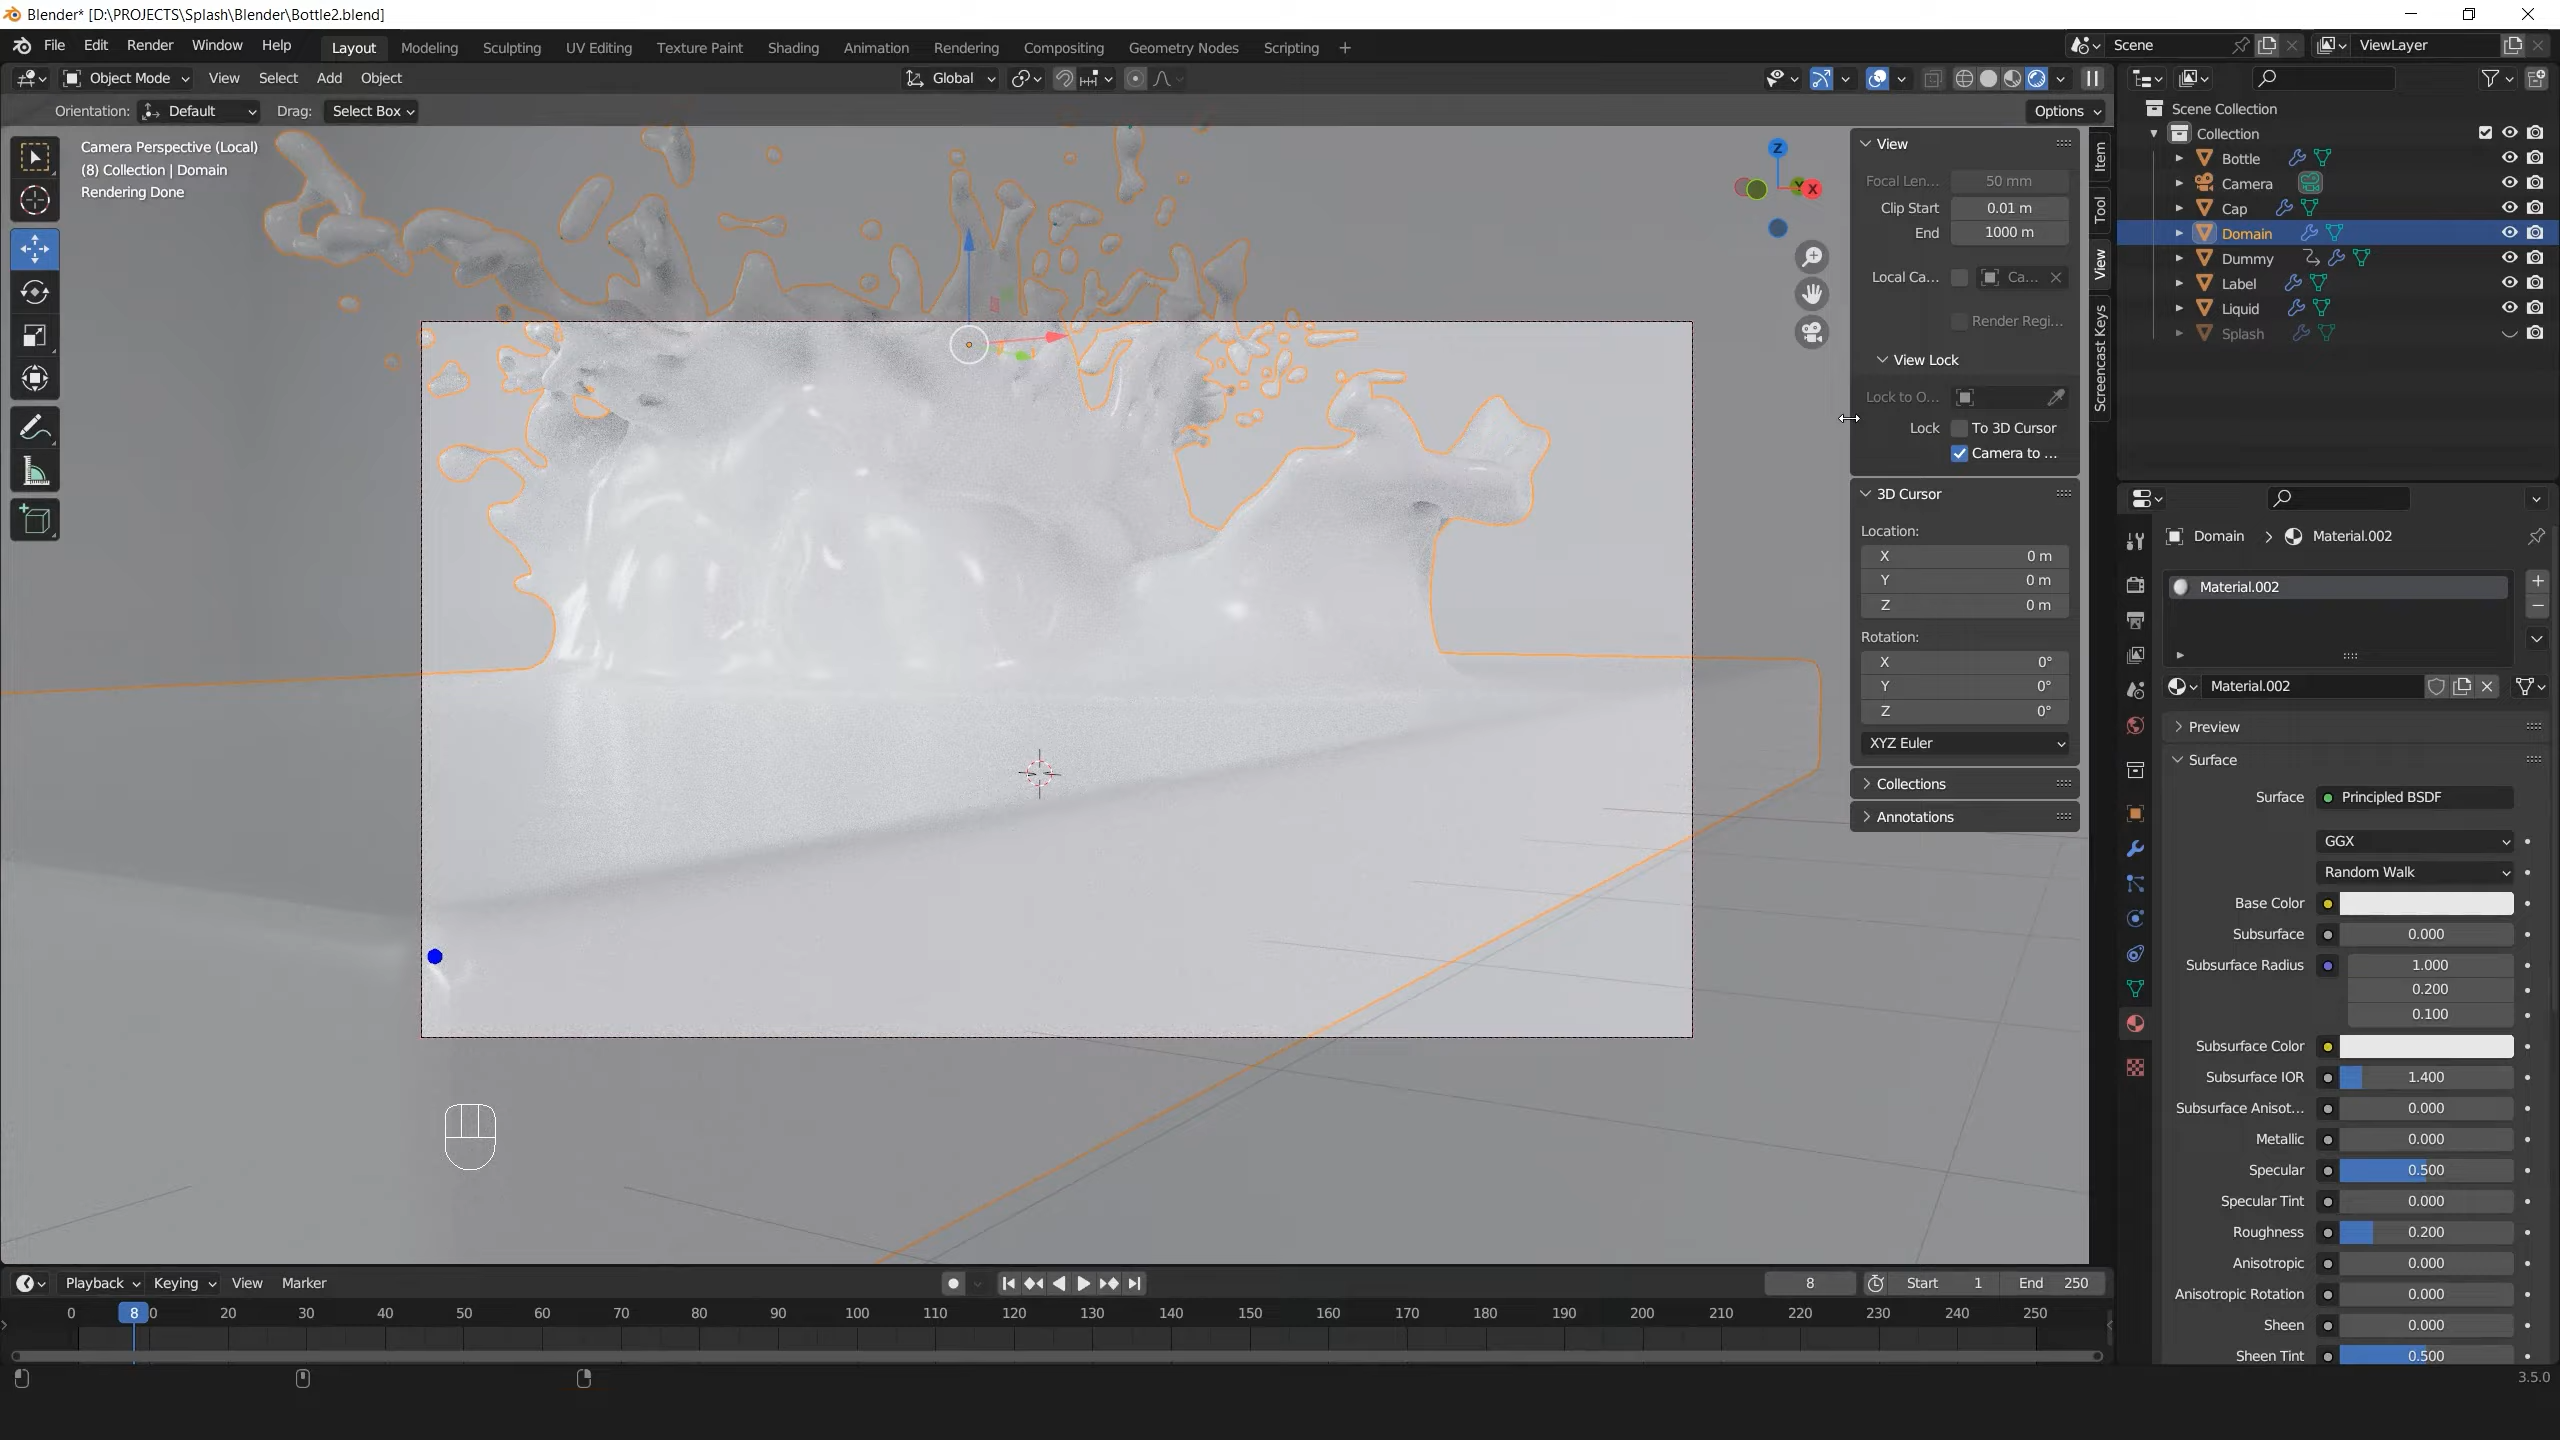 Blender* [D:\PROJECTS\Splash\Blender\Bottle2.blend]
File Edit Render Window Help Layout Modeling Sculpting UV Editing Texture Paint Shading Animation Rendering Compositing Geometry Nodes Scripting + Scene ViewLayer
Object Mode View Select Add Object Global
Orientation: Default Drag: Select Box Options
Camera Perspective (Local)
(8) Collection | Domain
Rendering Done
Z
Y X
View
Focal Len... 50 mm
Clip Start 0.01 m
End 1000 m
Local Ca... Ca...
Render Regi...
View Lock
Lock to O...
Lock To 3D Cursor
Camera to ...
3D Cursor
Location:
X 0 m
Y 0 m
Z 0 m
Rotation:
X 0°
Y 0°
Z 0°
XYZ Euler
Collections
Annotations
Item
Tool
View
Screencast Keys
Scene Collection
Collection
Bottle
Camera
Cap
Domain
Dummy
Label
Liquid
Splash
Domain > Material.002
Material.002
Material.002
Preview
Surface
Surface Principled BSDF
GGX
Random Walk
Base Color
Subsurface 0.000
Subsurface Radius 1.000
0.200
0.100
Subsurface Color
Subsurface IOR 1.400
Subsurface Anisot... 0.000
Metallic 0.000
Specular 0.500
Specular Tint 0.000
Roughness 0.200
Anisotropic 0.000
Anisotropic Rotation 0.000
Sheen 0.000
Sheen Tint 0.500
Playback Keying View Marker 8 Start 1 End 250
0 8 0 20 30 40 50 60 70 80 90 100 110 120 130 140 150 160 170 180 190 200 210 220 230 240 250
3.5.0